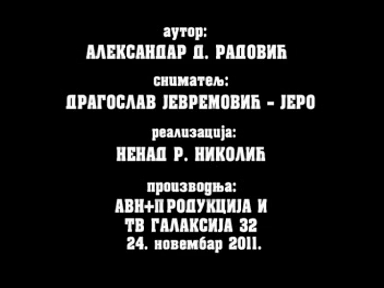 аутор:
АЛЕКСАНДАР Д. РАДОВИЋ
сниматељ:
ДРАГОСЛАВ ЈЕВРЕМОВИЋ - ЈЕРО
реализација:
НЕНАД Р. НИКОЛИЋ
производња:
АВН+ПРОДУКЦИЈА И
ТВ ГАЛАКСИЈА 32
24. новембар 2011.